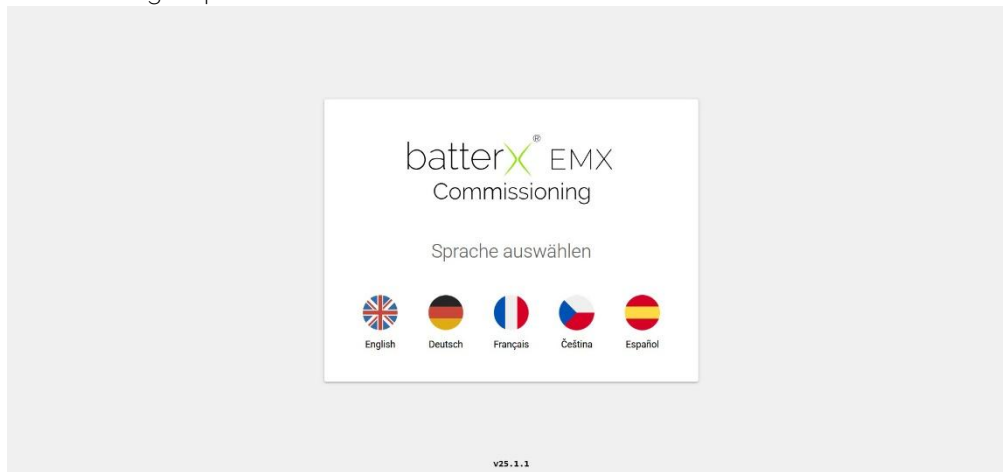 batterX® EMX
Commissioning
Sprache auswählen
English Deutsch Français Čeština Español
v25.1.1